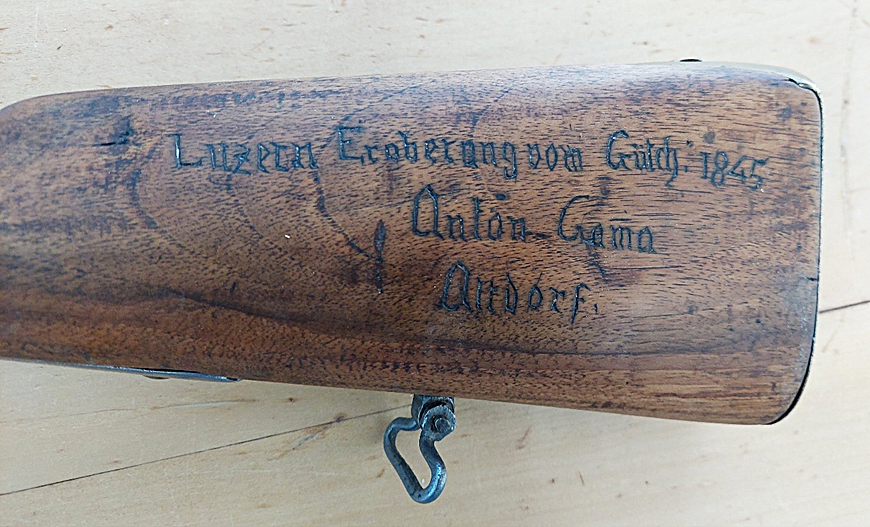 Luzern Eroberung vom Gütch: 1845
Anton Gama
Altdorf.